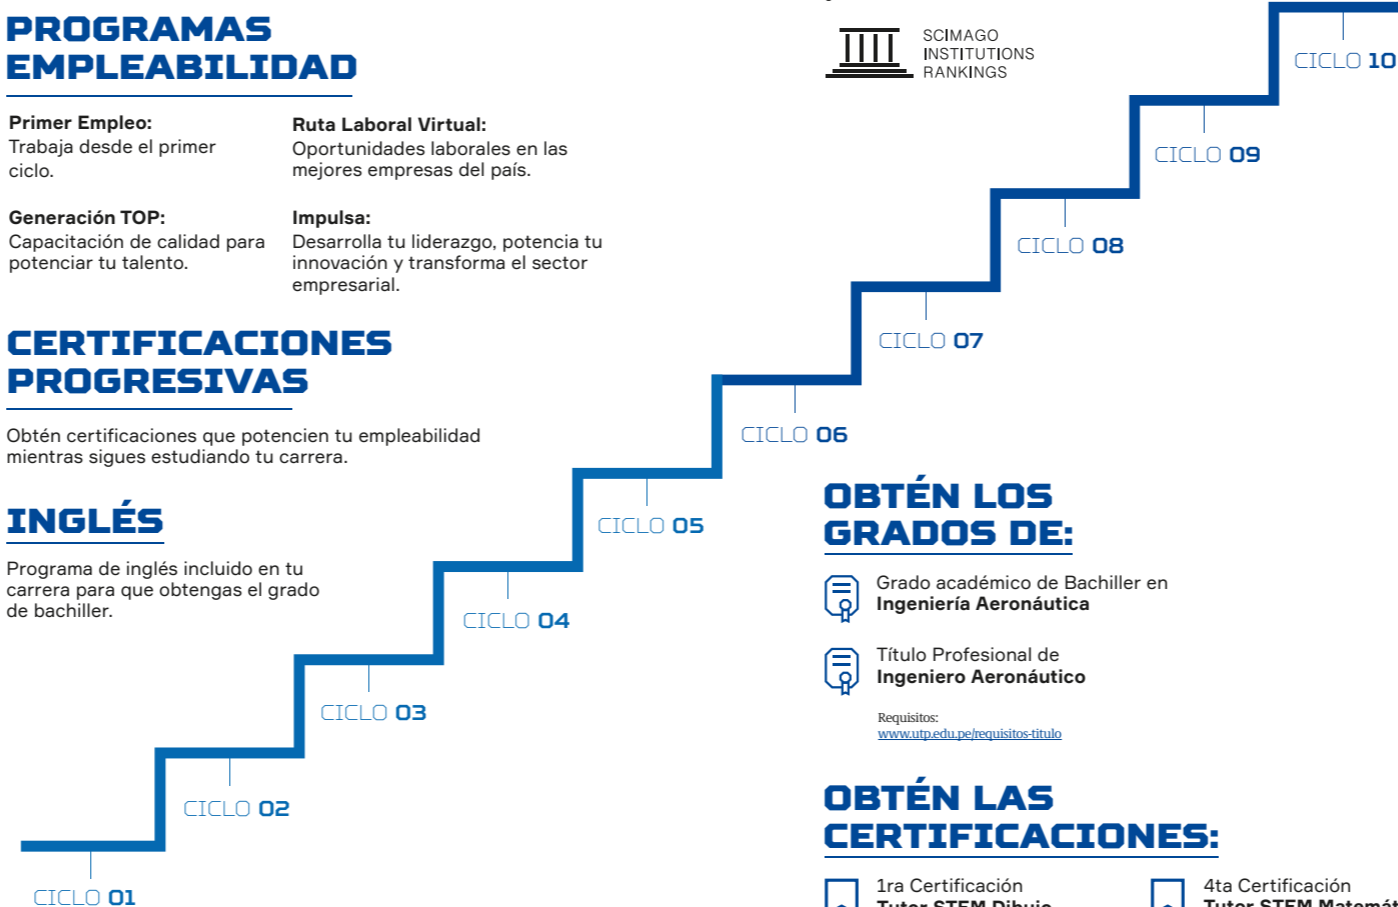 PROGRAMAS
EMPLEABILIDAD
Primer Empleo:
Trabaja desde el primer
ciclo.
Ruta Laboral Virtual:
Oportunidades laborales en las
mejores empresas del país.
Generación TOP:
Capacitación de calidad para
potenciar tu talento.
Impulsa:
Desarrolla tu liderazgo, potencia tu
innovación y transforma el sector
empresarial.
CERTIFICACIONES
PROGRESIVAS
Obtén certificaciones que potencien tu empleabilidad
mientras sigues estudiando tu carrera.
INGLÉS
Programa de inglés incluido en tu
carrera para que obtengas el grado
de bachiller.
CICLO 01
CICLO 02
CICLO 03
CICLO 04
CICLO 05
CICLO 06
CICLO 07
CICLO 08
CICLO 09
CICLO 10
SCIMAGO
INSTITUTIONS
RANKINGS
OBTÉN LOS
GRADOS DE:
Grado académico de Bachiller en
Ingeniería Aeronáutica
Título Profesional de
Ingeniero Aeronáutico
Requisitos:
www.utp.edu.pe/requisitos-titulo
OBTÉN LAS
CERTIFICACIONES:
1ra Certificación
Tutor STEM Dibujo
4ta Certificación
Tutor STEM